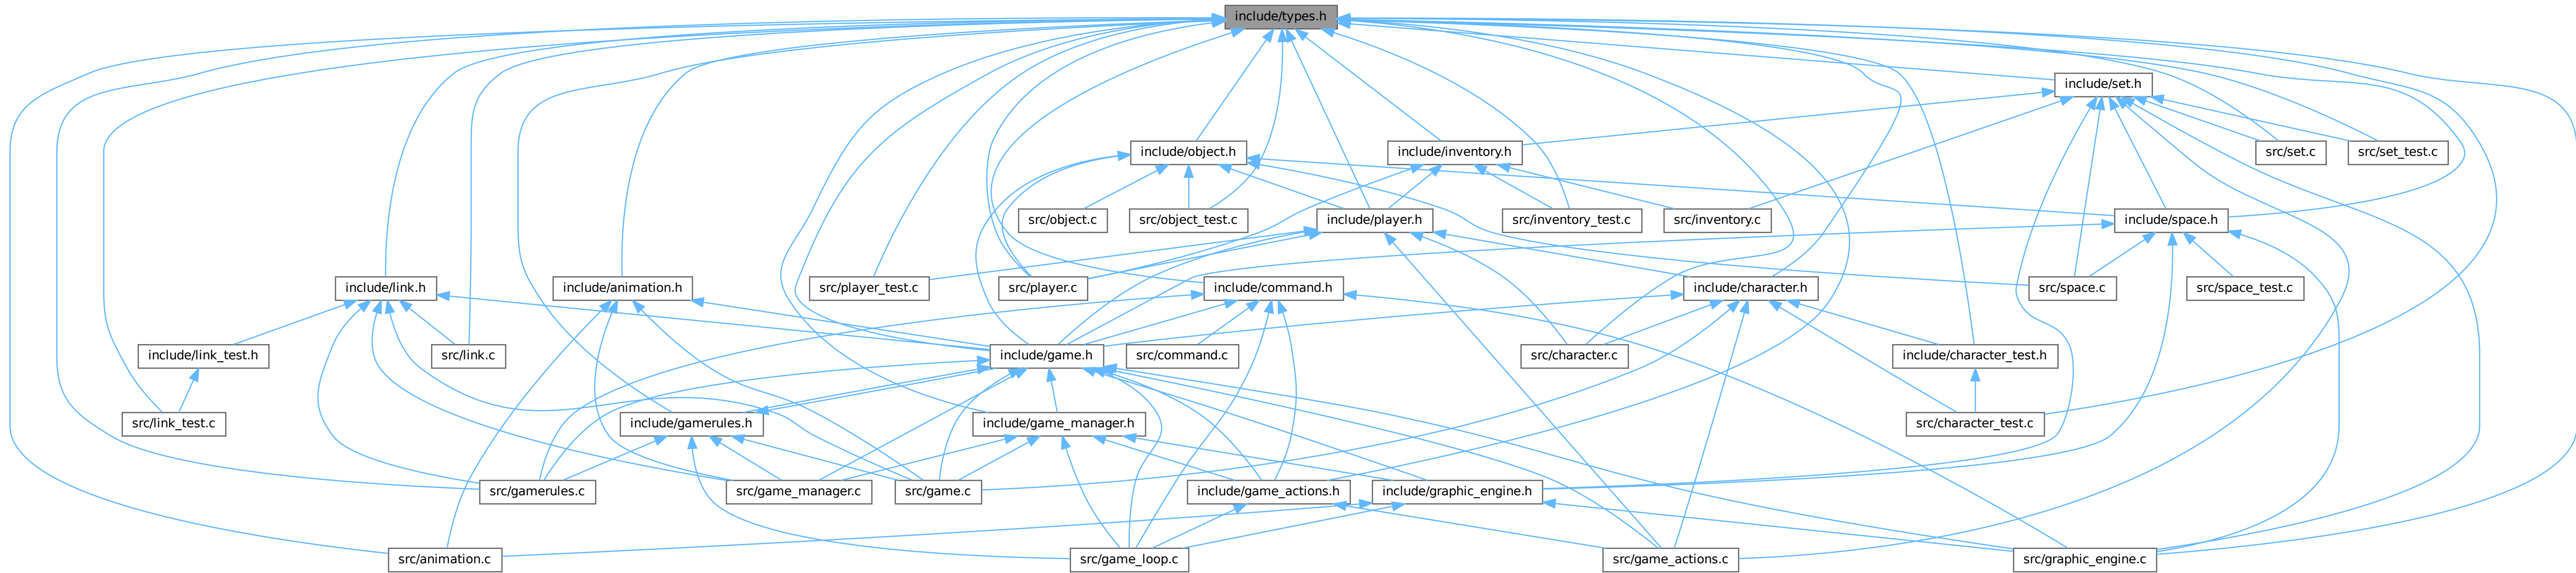 include/types.h
include/set.h
include/object.h
include/inventory.h
src/set.c
src/set_test.c
src/object.c
src/object_test.c
include/player.h
src/inventory_test.c
src/inventory.c
include/space.h
include/link.h
include/animation.h
src/player_test.c
src/player.c
include/command.h
include/character.h
src/space.c
src/space_test.c
include/link_test.h
src/link.c
include/game.h
src/command.c
src/character.c
include/character_test.h
src/link_test.c
include/gamerules.h
include/game_manager.h
src/character_test.c
src/gamerules.c
src/game_manager.c
src/game.c
include/game_actions.h
include/graphic_engine.h
src/animation.c
src/game_loop.c
src/game_actions.c
src/graphic_engine.c